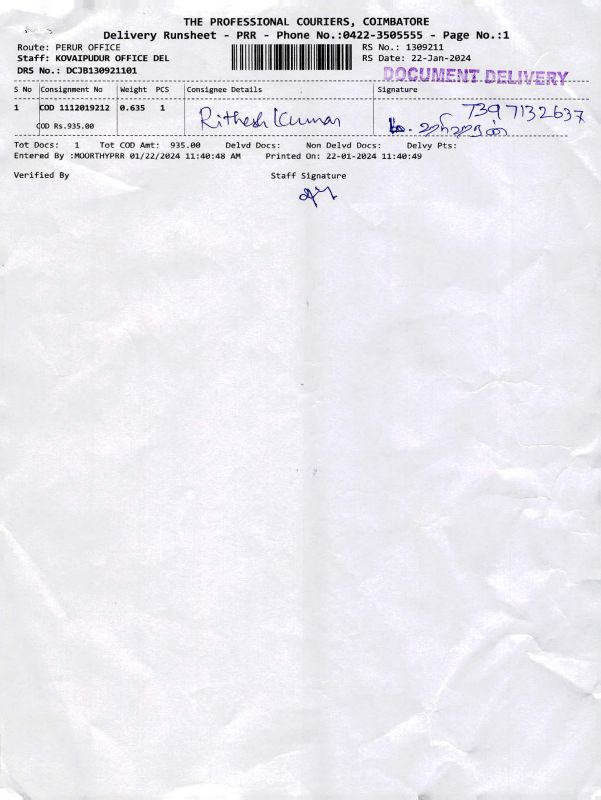 THE PROFESSIONAL COURIERS, COIMBATORE
Delivery Runsheet - PRR - Phone No.:0422-3505555 - Page No.:1
Route: PERUR OFFICE RS No.: 1309211
Staff: KOVAIPUDUR OFFICE DEL RS Date: 22-Jan-2024
DRS No.: DCJB130921101 DOCUMENT DELIVERY
S No Consignment No Weight PCS Consignee Details Signature
1 COD 1112019212 0.635 1 Rithesh Kumar 7397132637
COD Rs.935.00
Tot Docs: 1 Tot COD Amt: 935.00 Delvd Docs: Non Delvd Docs: Delvy Pts:
Entered By :MOORTHYPRR 01/22/2024 11:40:48 AM Printed On: 22-01-2024 11:40:49
Verified By Staff Signature